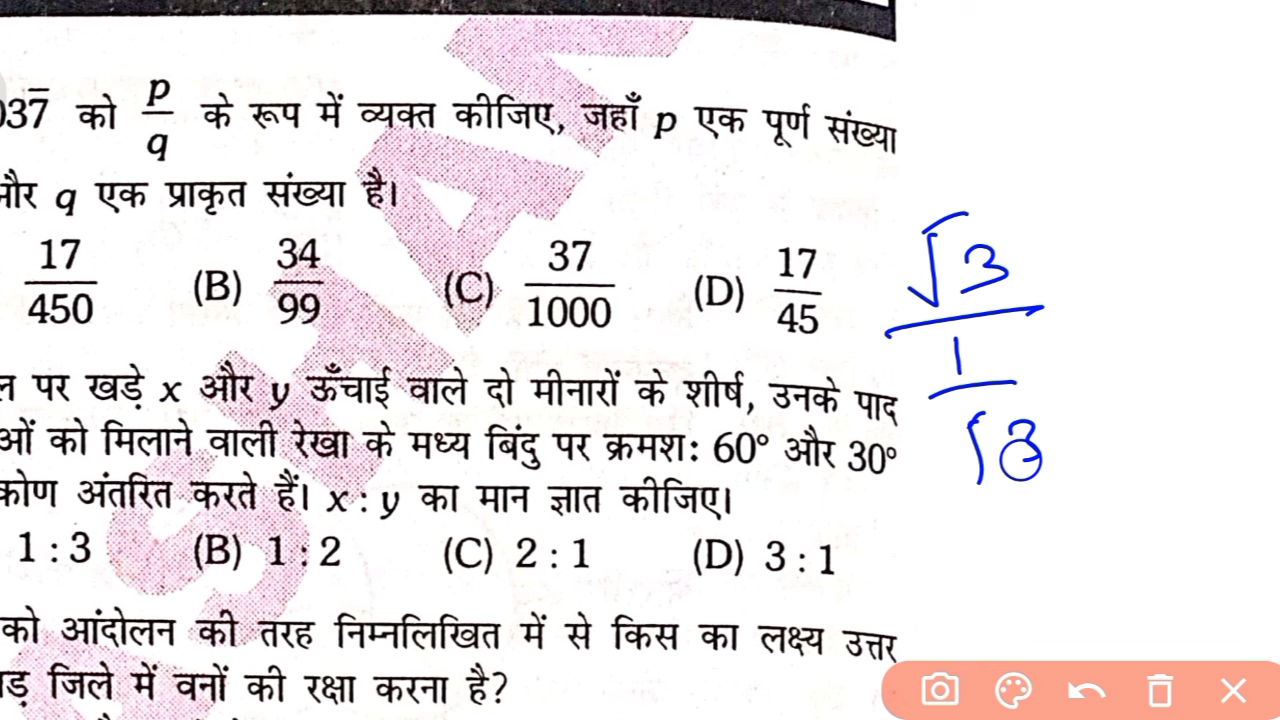 037̅ को p/q के रूप में व्यक्त कीजिए, जहाँ p एक पूर्ण संख्या
और q एक प्राकृत संख्या है।
17/450 (B) 34/99 (C) 37/1000 (D) 17/45
√3
1
√3
पर खड़े x और y ऊँचाई वाले दो मीनारों के शीर्ष, उनके पाद
ओं को मिलाने वाली रेखा के मध्य बिंदु पर क्रमश: 60° और 30°
कोण अंतरित करते हैं। x : y का मान ज्ञात कीजिए।
1 : 3 (B) 1 : 2 (C) 2 : 1 (D) 3 : 1
को आंदोलन की तरह निम्नलिखित में से किस का लक्ष्य उत्तर
ड़ जिले में वनों की रक्षा करना है?